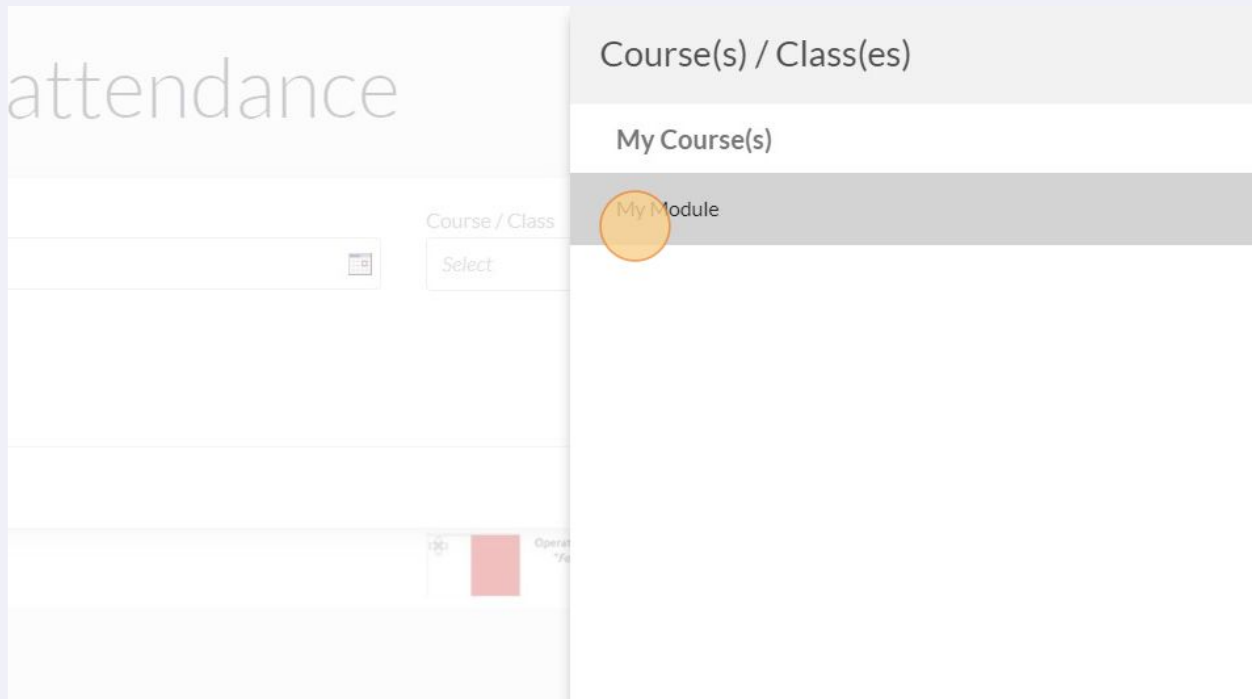 attendance
Course / Class
Select
Course(s) / Class(es)
My Course(s)
My Module